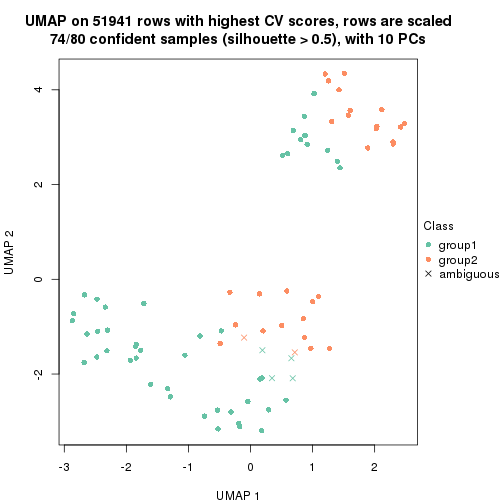 UMAP on 51941 rows with highest CV scores, rows are scaled
74/80 confident samples (silhouette > 0.5), with 10 PCs
4
2
0
-2
UMAP 2
-3
-2
-1
0
1
2
UMAP 1
Class
group1
group2
ambiguous